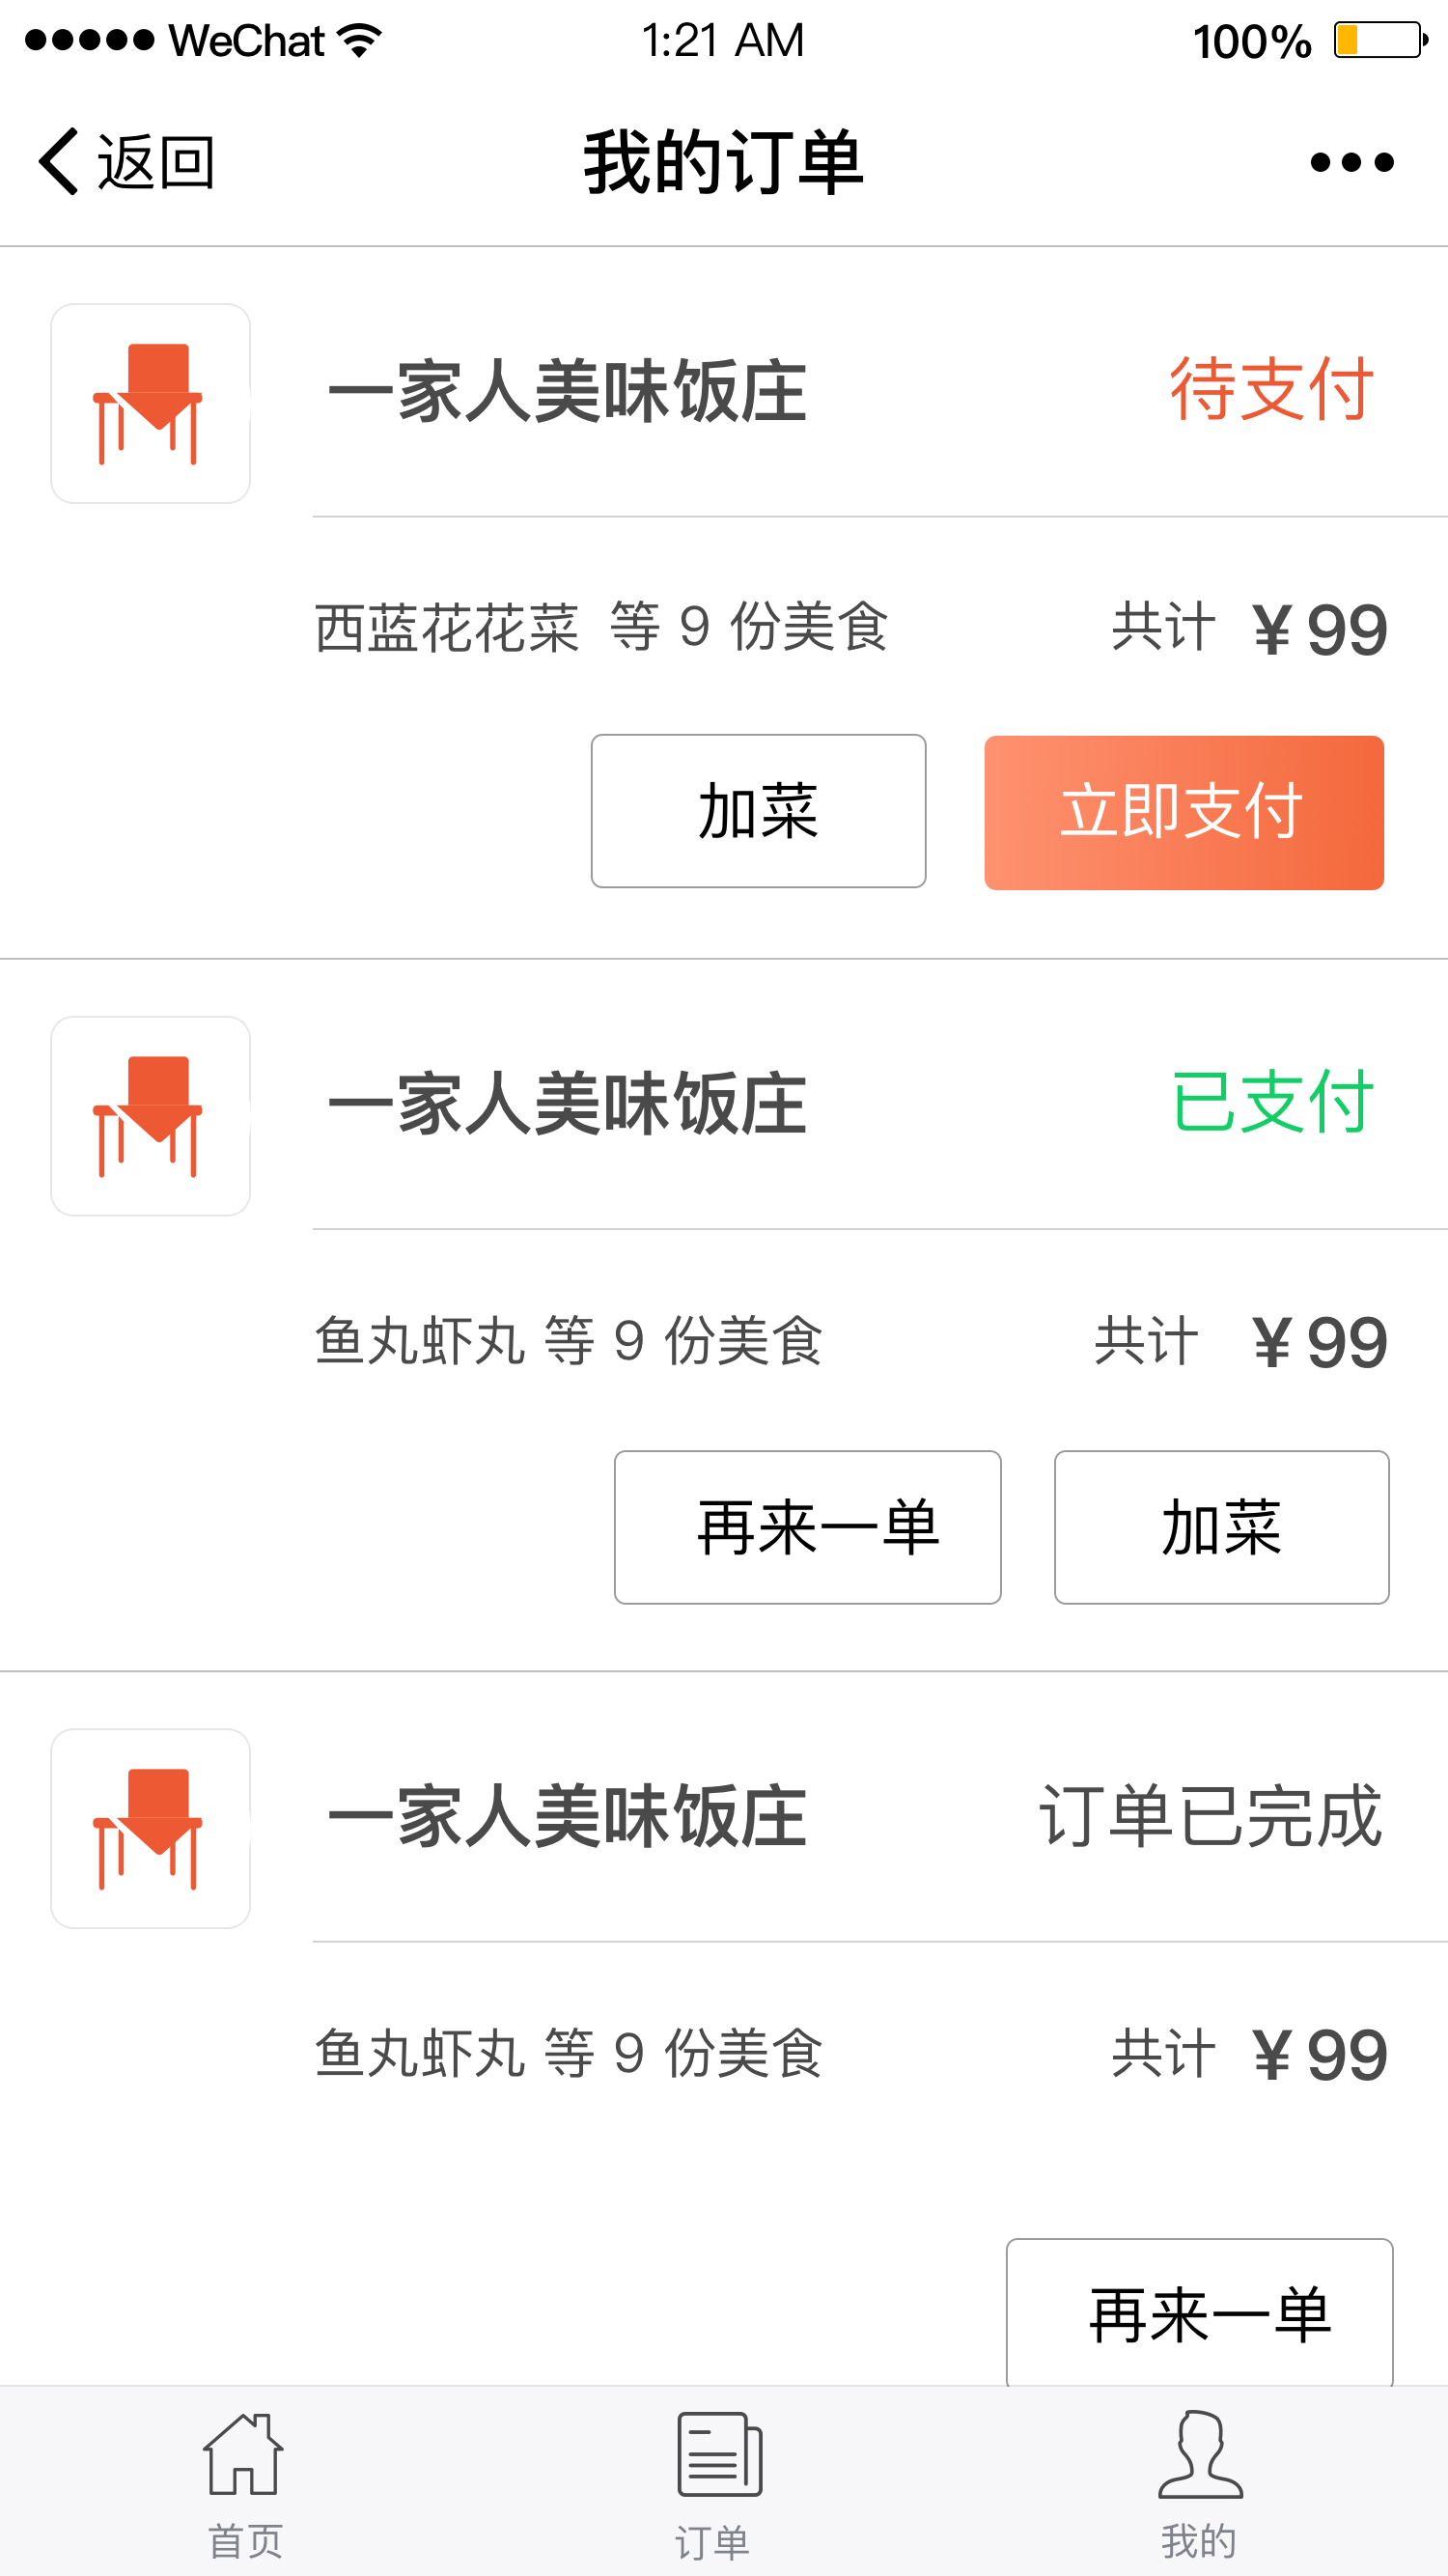 WeChat 1:21 AM 100%
返回 我的订单
一家人美味饭庄 待支付
西蓝花花菜 等 9 份美食 共计 ¥ 99
加菜 立即支付
一家人美味饭庄 已支付
鱼丸虾丸 等 9 份美食 共计 ¥ 99
再来一单 加菜
一家人美味饭庄 订单已完成
鱼丸虾丸 等 9 份美食 共计 ¥ 99
再来一单
首页 订单 我的